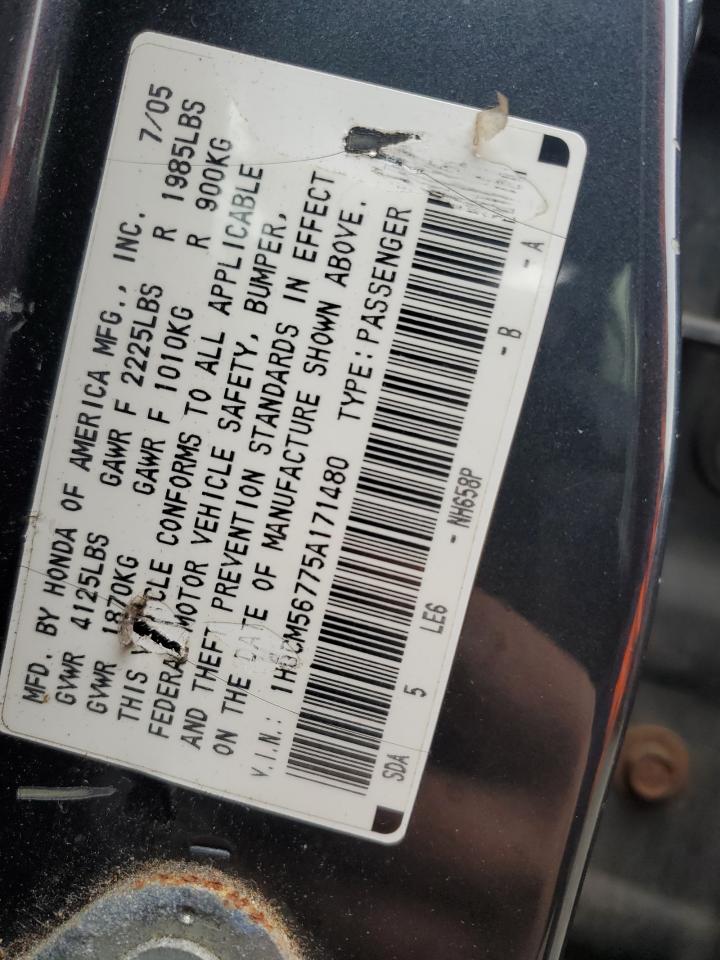 MFD. BY HONDA OF AMERICA MFG., INC. 7/05
GVWR 4125LBS GAWR F 2225LBS R 1985LBS
GVWR 1870KG GAWR F 1010KG R 900KG
THIS CONFORMS TO ALL APPLICABLE
FEDERAL MOTOR VEHICLE SAFETY, BUMPER,
AND THEFT PREVENTION STANDARDS IN EFFECT
ON THE DATE OF MANUFACTURE SHOWN ABOVE.
V.I.N.: TYPE: PASSENGER
SDA 5 LE6 - NH658P - B - A